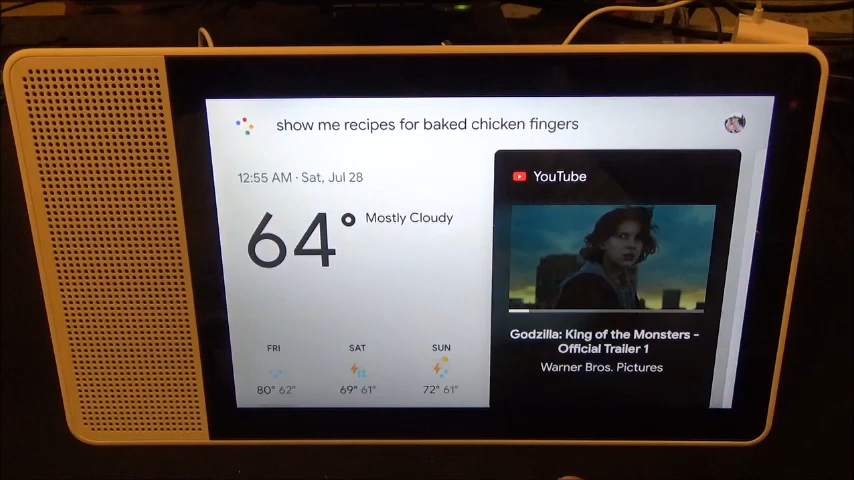 show me recipes for baked chicken fingers
12:55 AM · Sat, Jul 28
64° Mostly Cloudy
FRI SAT SUN
80° 62° 69° 61° 72° 61°
YouTube
Godzilla: King of the Monsters -
Official Trailer 1
Warner Bros. Pictures